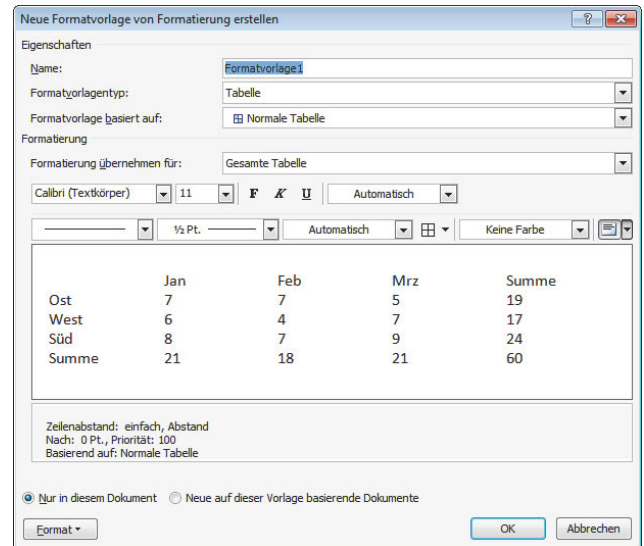 Neue Formatvorlage von Formatierung erstellen
Eigenschaften
Name: Formatvorlage1
Formatvorlagentyp: Tabelle
Formatvorlage basiert auf: Normale Tabelle
Formatierung
Formatierung übernehmen für: Gesamte Tabelle
Calibri (Textkörper) 11 F K U Automatisch
½ Pt. Automatisch Keine Farbe
Jan Feb Mrz Summe
Ost 7 7 5 19
West 6 4 7 17
Süd 8 7 9 24
Summe 21 18 21 60
Zeilenabstand: einfach, Abstand
Nach: 0 Pt., Priorität: 100
Basierend auf: Normale Tabelle
Nur in diesem Dokument Neue auf dieser Vorlage basierende Dokumente
Format OK Abbrechen